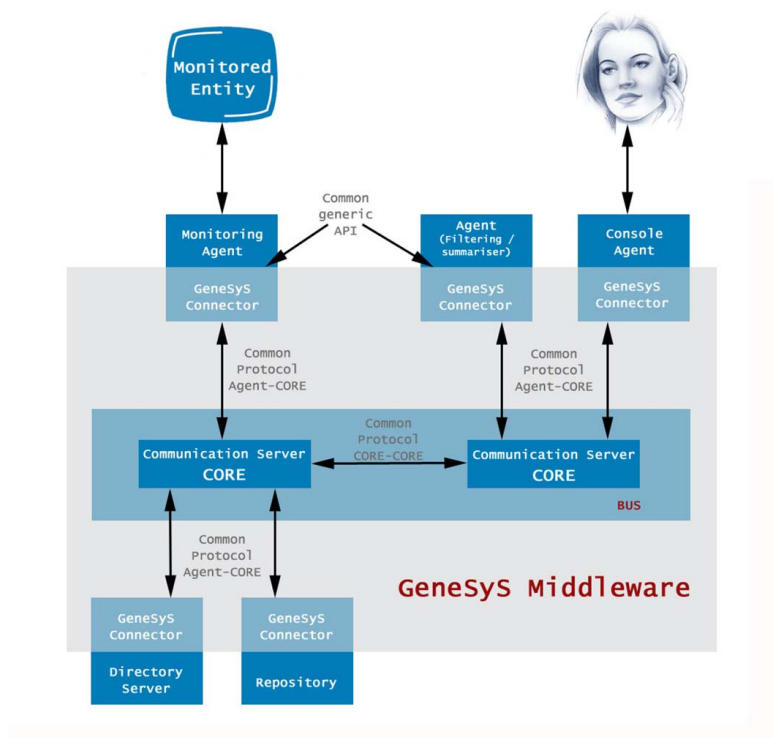 Monitored
Entity
Common
generic
API
Monitoring
Agent
Agent
(Filtering /
summariser)
Console
Agent
GeneSyS
Connector
GeneSyS
Connector
GeneSyS
Connector
Common
Protocol
Agent-CORE
Common
Protocol
Agent-CORE
Common
Protocol
CORE-CORE
Communication Server
CORE
Communication Server
CORE
BUS
Common
Protocol
Agent-CORE
GeneSyS Middleware
GeneSyS
Connector
GeneSyS
Connector
Directory
Server
Repository